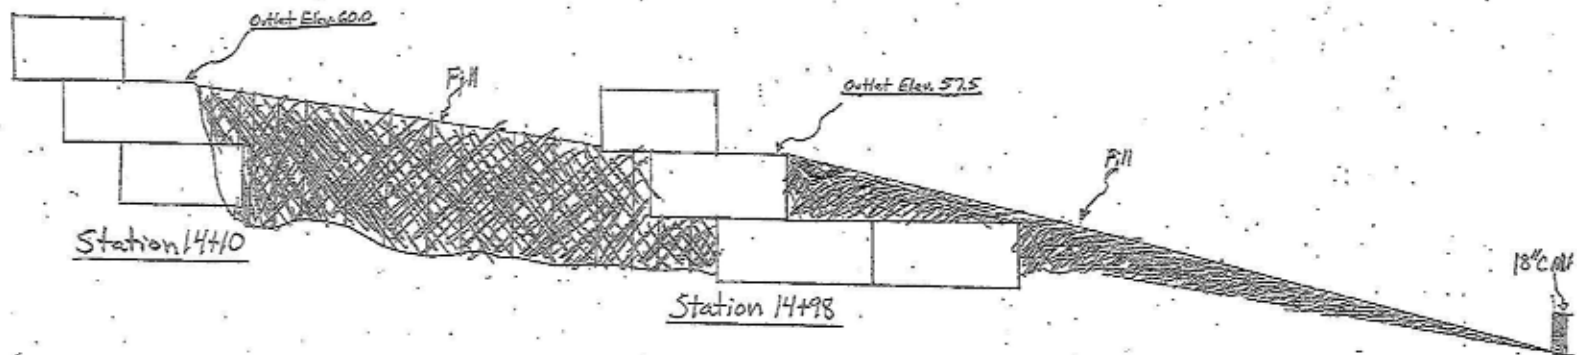 Outlet Elev. 60.0
Fill
Outlet Elev. 57.5
Fill
18" CMP
Station 14+10
Station 14+98